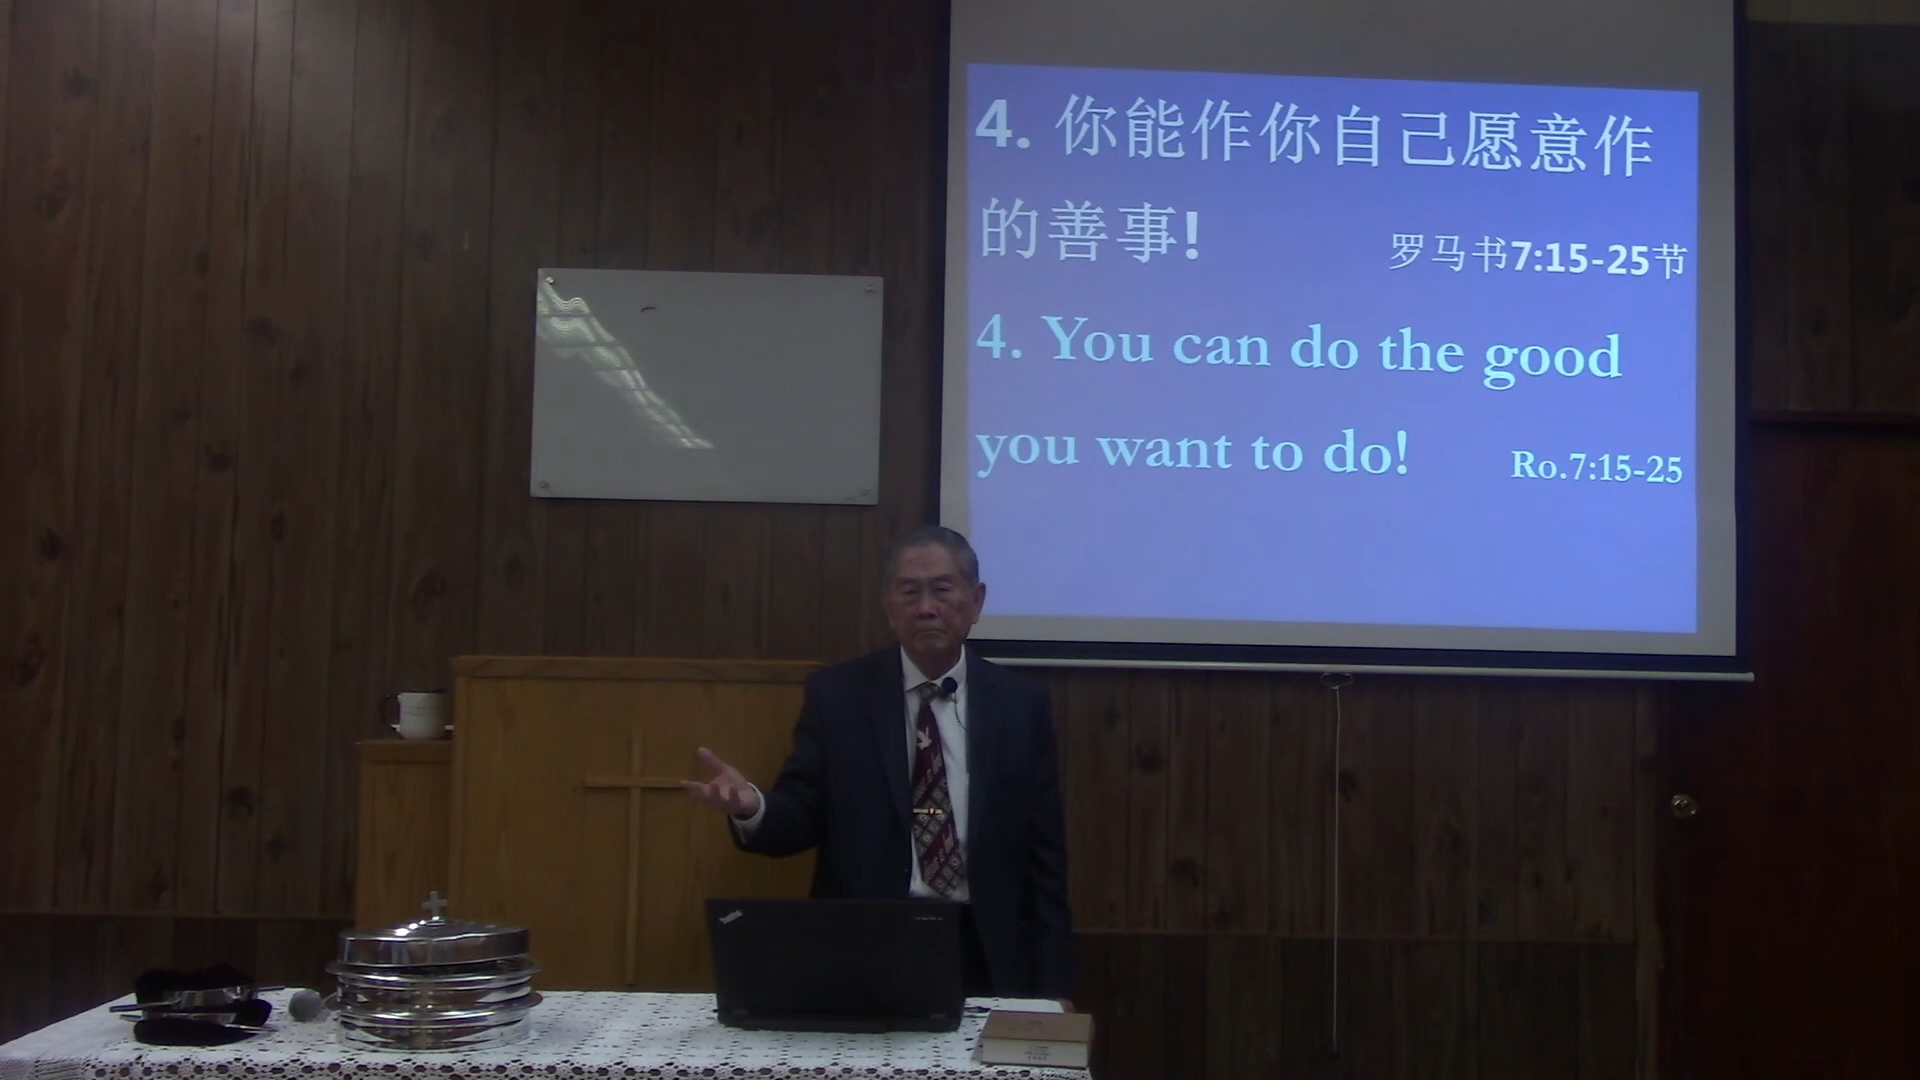 4. 你能作你自己愿意作
的善事!
罗马书7:15-25节
4. You can do the good
you want to do!
Ro.7:15-25
ThinkPad